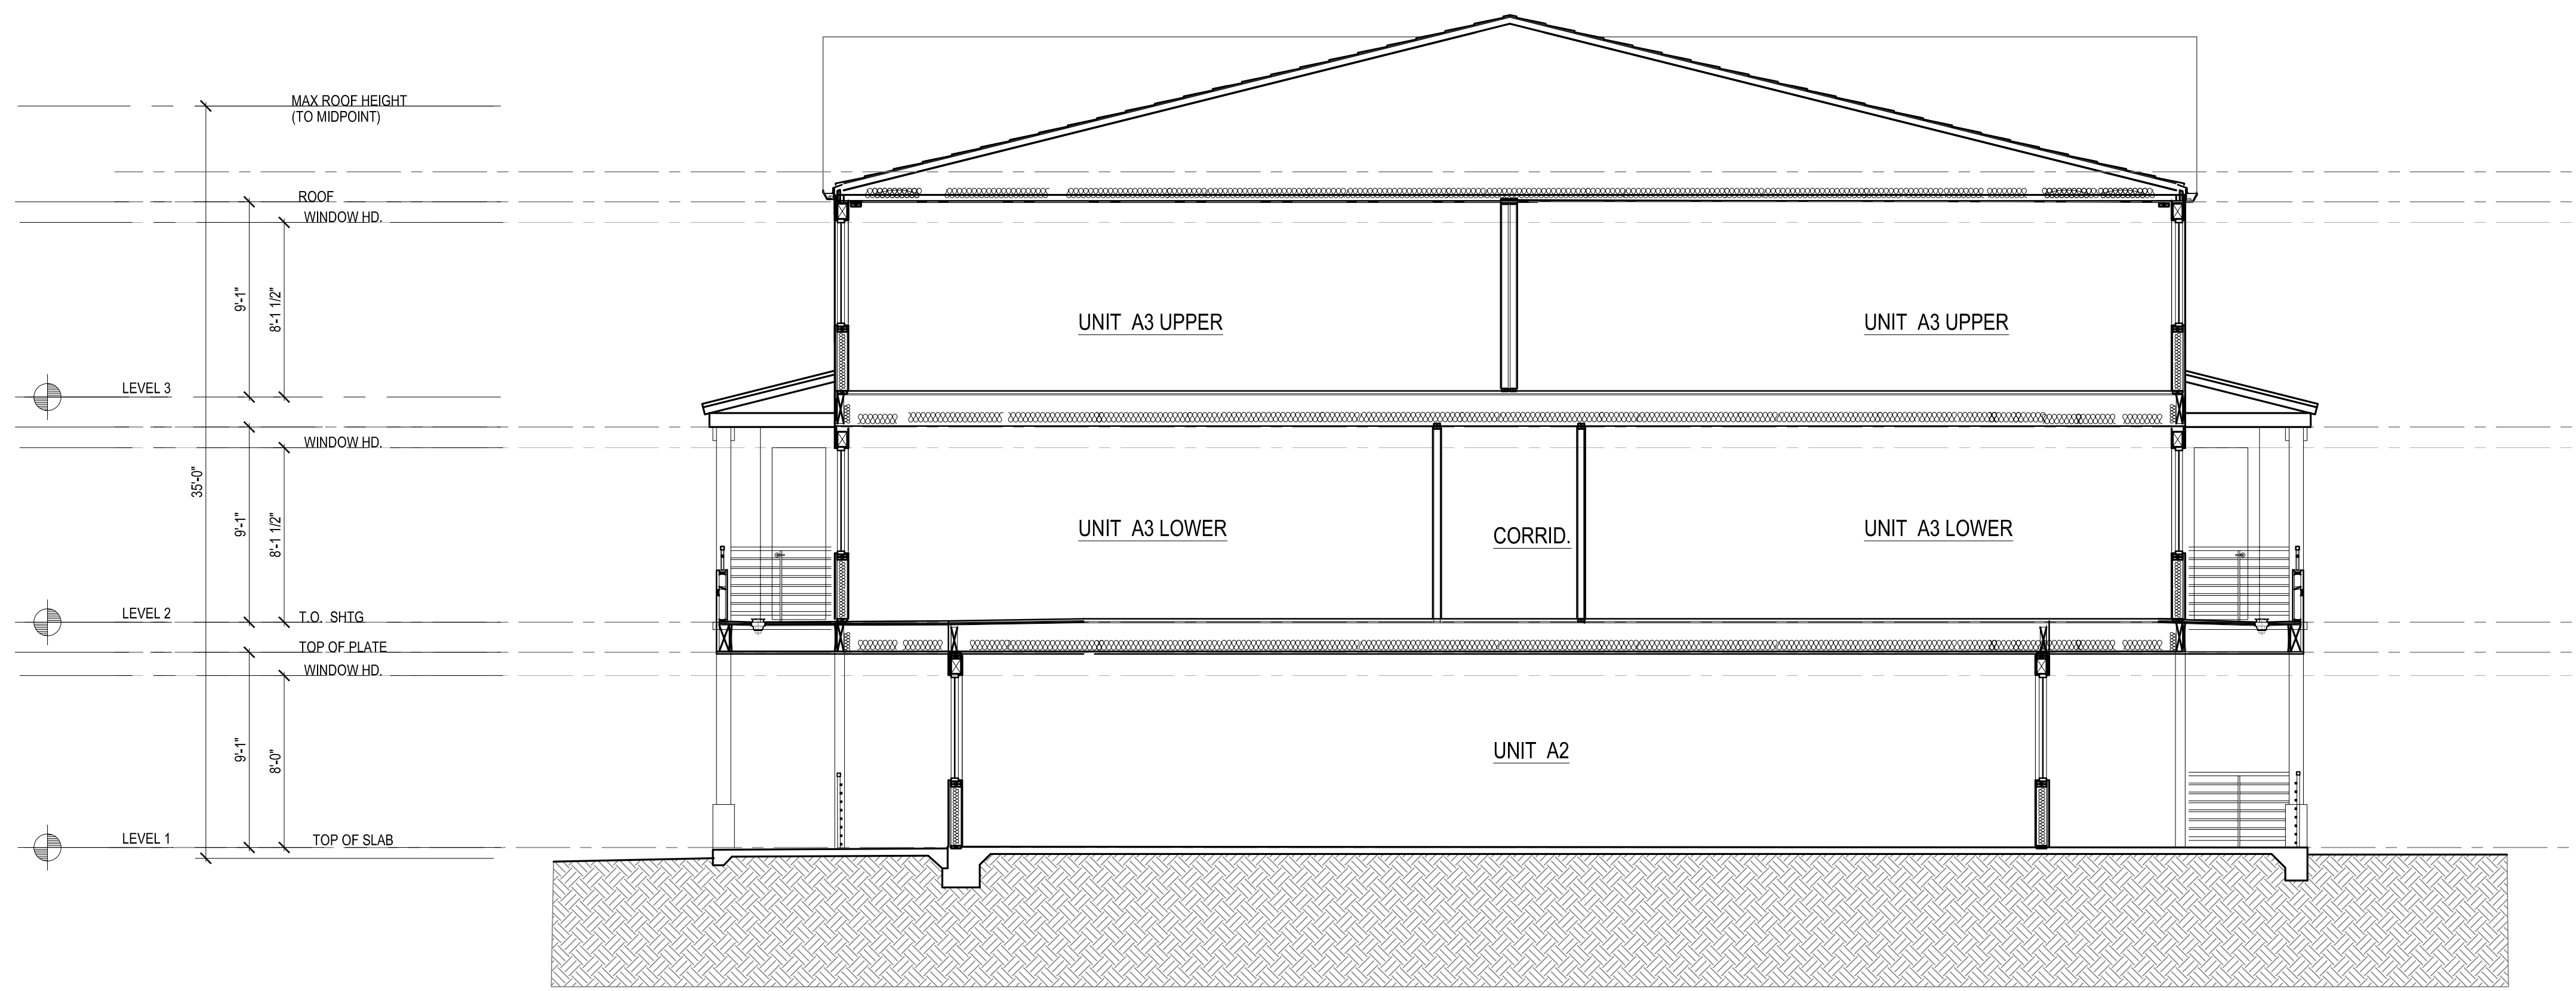 MAX ROOF HEIGHT
(TO MIDPOINT)
ROOF
WINDOW HD.
9'-1"
8'-1 1/2"
UNIT A3 UPPER
UNIT A3 UPPER
LEVEL 3
WINDOW HD.
35'-0"
9'-1"
8'-1 1/2"
UNIT A3 LOWER
CORRID.
UNIT A3 LOWER
LEVEL 2
T.O. SHTG
TOP OF PLATE
WINDOW HD.
9'-1"
8'-0"
UNIT A2
LEVEL 1
TOP OF SLAB